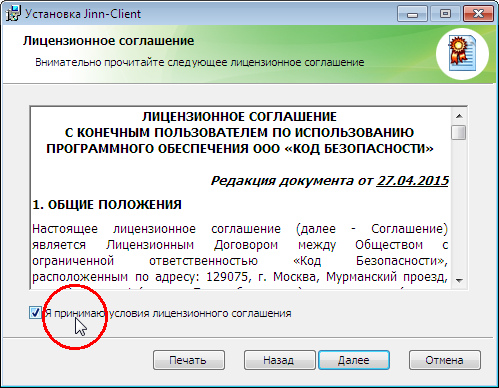 Установка Jinn-Client
Лицензионное соглашение
Внимательно прочитайте следующее лицензионное соглашение
ЛИЦЕНЗИОННОЕ СОГЛАШЕНИЕ
С КОНЕЧНЫМ ПОЛЬЗОВАТЕЛЕМ ПО ИСПОЛЬЗОВАНИЮ
ПРОГРАММНОГО ОБЕСПЕЧЕНИЯ ООО «КОД БЕЗОПАСНОСТИ»
Редакция документа от 27.04.2015
1. ОБЩИЕ ПОЛОЖЕНИЯ
Настоящее лицензионное соглашение (далее - Соглашение)
является Лицензионным Договором между Обществом с
ограниченной ответственностью «Код Безопасности»,
расположенным по адресу: 129075, г. Москва, Мурманский проезд,
Я принимаю условия лицензионного соглашения
Печать
Назад
Далее
Отмена